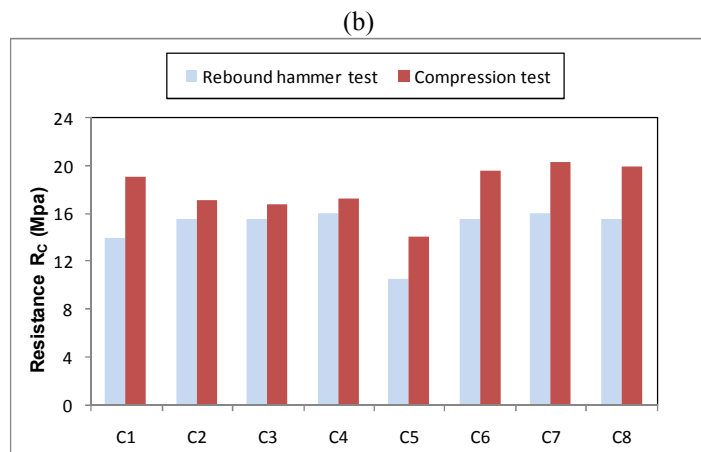 (b)
Rebound hammer test Compression test
24
20
16
12
8
4
0
Resistance RC (Mpa)
C1 C2 C3 C4 C5 C6 C7 C8